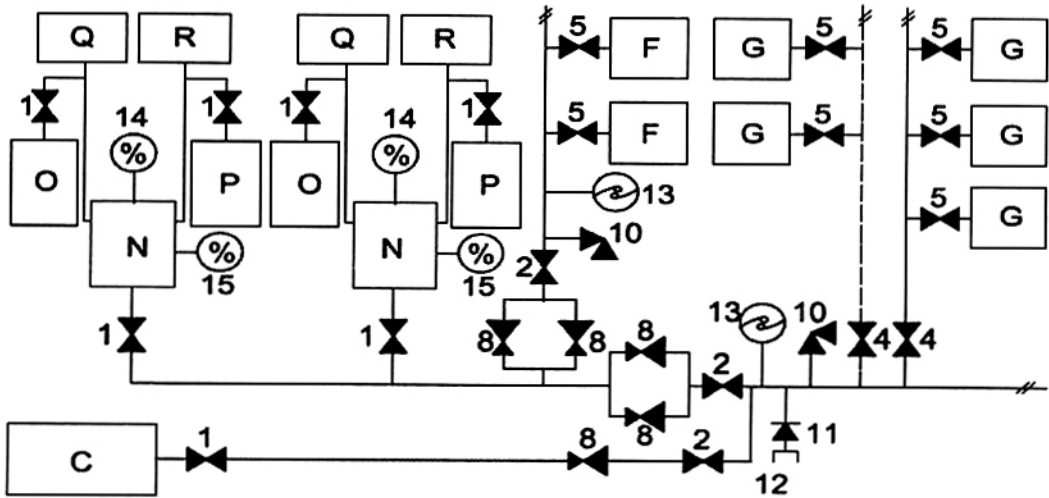 Q R Q R
5 F G 5 5 G
1 1 1 1
14 14
5 F G 5 5 G
O P O P
% %
13
5 G
N % N %
10
15 15
2
13 10
1 1 8 8 8 4 4
2
8
C 1 8 2 11
12